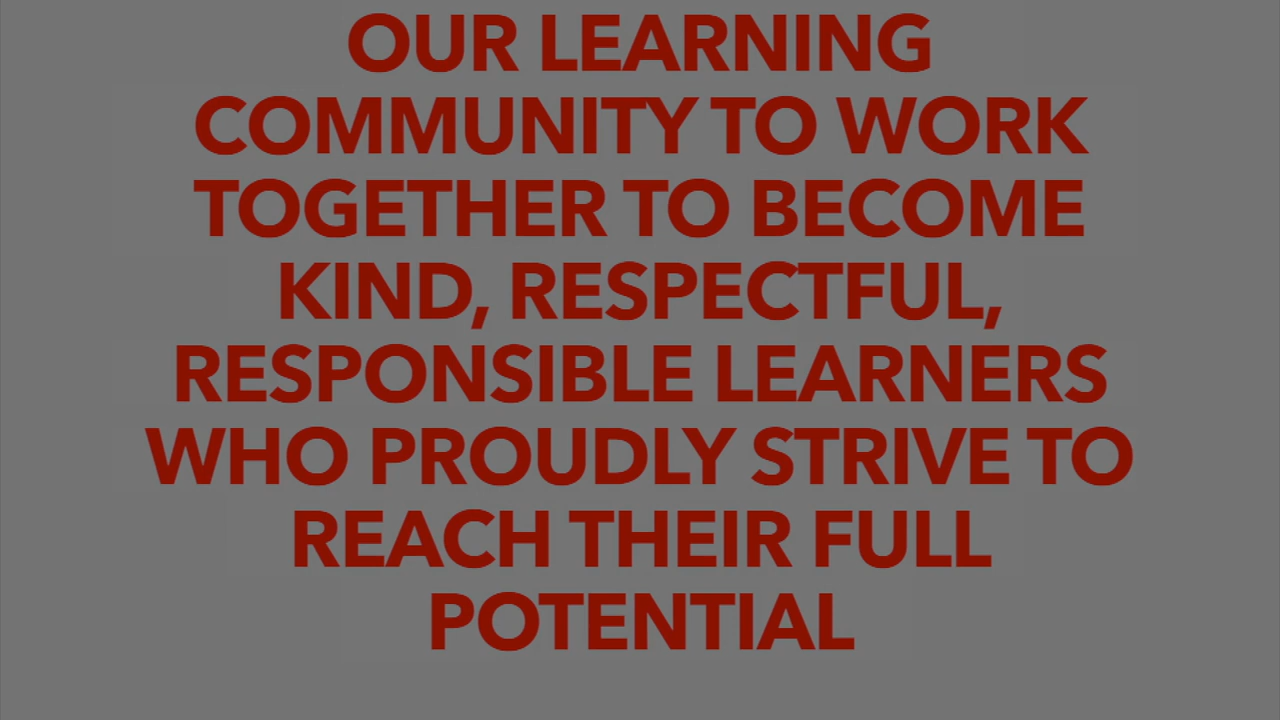 OUR LEARNING
COMMUNITY TO WORK
TOGETHER TO BECOME
KIND, RESPECTFUL,
RESPONSIBLE LEARNERS
WHO PROUDLY STRIVE TO
REACH THEIR FULL
POTENTIAL